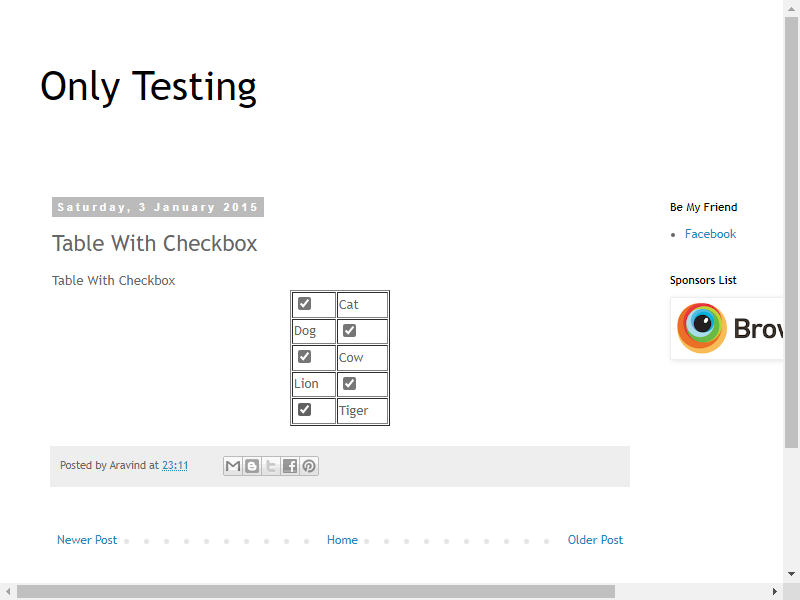 Only Testing
Saturday, 3 January 2015
Table With Checkbox
Table With Checkbox
Cat
Dog
Cow
Lion
Tiger
Posted by Aravind at 23:11
Newer Post
Home
Older Post
Be My Friend
Facebook
Sponsors List